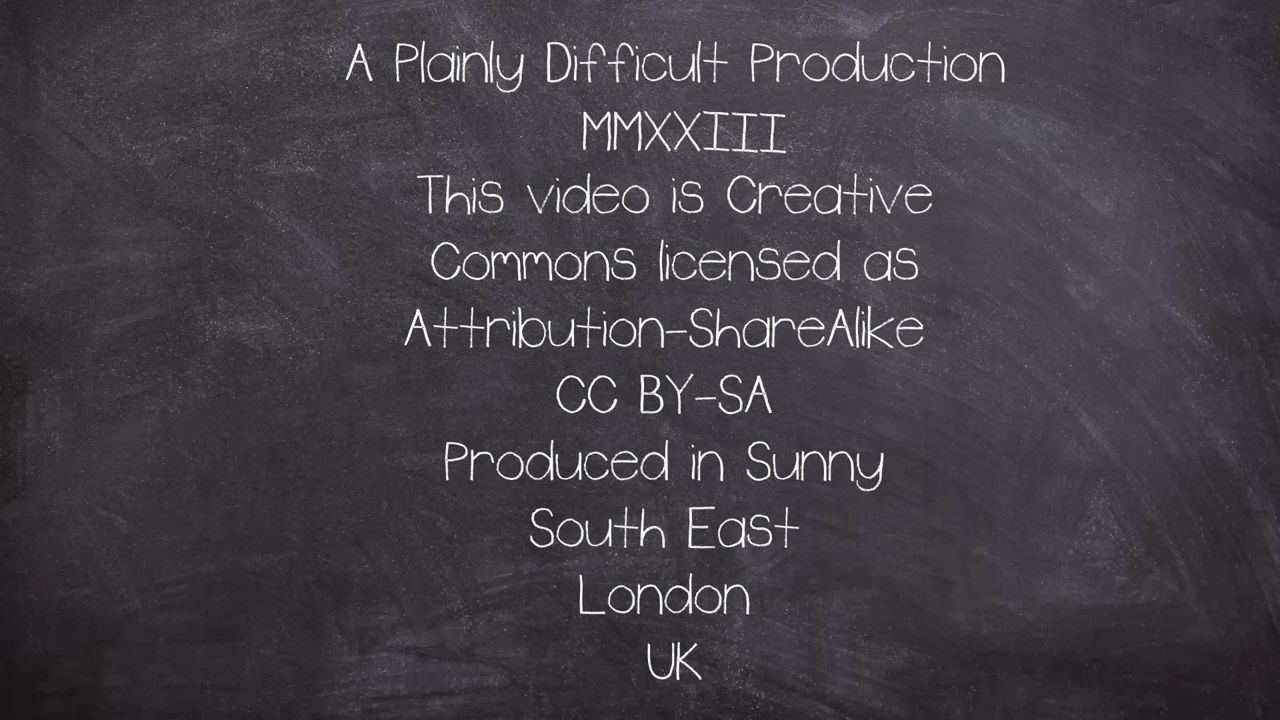 A Plainly Difficult Production
MMXXIII
This video is Creative
Commons licensed as
Attribution-ShareAlike
CC BY-SA
Produced in Sunny
South East
London
UK